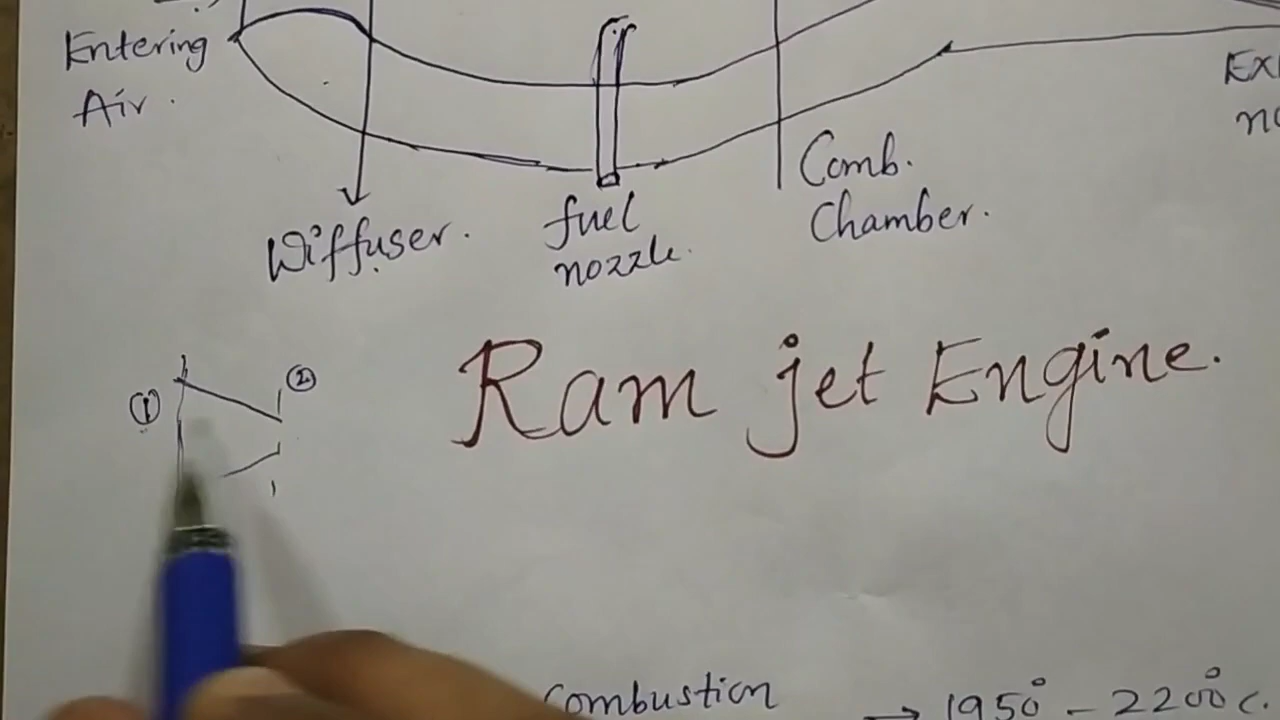 Entering
Air.
Wiffuser.
fuel
nozzle.
Comb.
Chamber.
① ②
Ram jet Engine.
Combustion → 1950° - 2200°c.